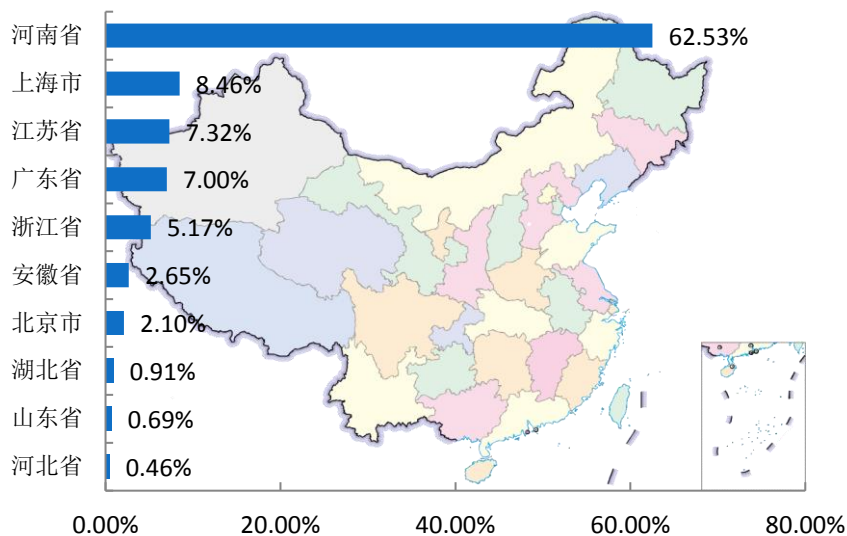 河南省 62.53%
上海市 8.46%
江苏省 7.32%
广东省 7.00%
浙江省 5.17%
安徽省 2.65%
北京市 2.10%
湖北省 0.91%
山东省 0.69%
河北省 0.46%
0.00% 20.00% 40.00% 60.00% 80.00%